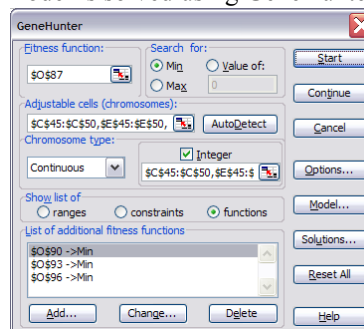 GeneHunter
Fitness function:
$O$87
Search for:
Min
Value of:
Max
0
Adjustable cells (chromosomes):
$C$45:$C$50,$E$45:$E$50,
AutoDetect
Chromosome type:
Continuous
Integer
$C$45:$C$50,$E$45:$
Show list of
ranges
constraints
functions
List of additional fitness functions
$O$90 ->Min
$O$93 ->Min
$O$96 ->Min
Add...
Change...
Delete
Start
Continue
Cancel
Options...
Model...
Solutions...
Reset All
Help